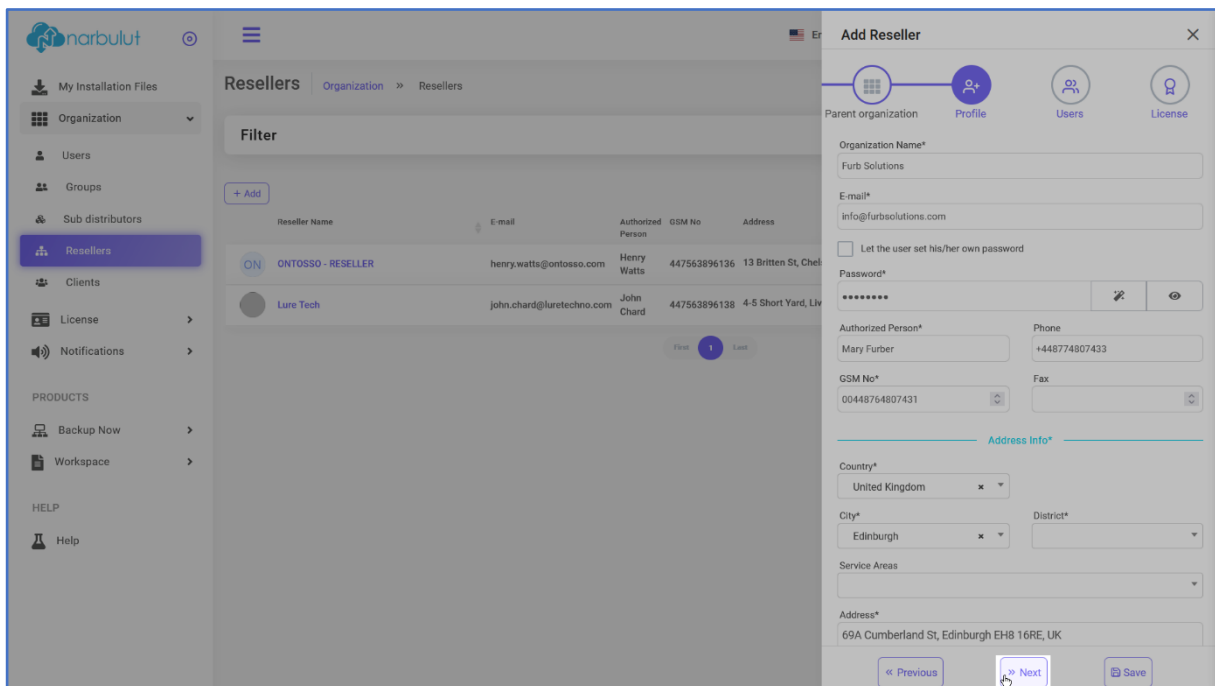 narbulut
My Installation Files
Organization
Users
Groups
Sub distributors
Resellers
Clients
License
Notifications
PRODUCTS
Backup Now
Workspace
HELP
Help
Resellers Organization » Resellers
Filter
+ Add
Reseller Name E-mail Authorized Person GSM No Address
ON ONTOSSO - RESELLER henry.watts@ontosso.com Henry Watts 447563896136 13 Britten St,
Lure Tech john.chard@luretechno.com John Chard 447563896138 4-5 Short Yard,
First 1 Last
Add Reseller
Parent organization Profile Users License
Organization Name*
Furb Solutions
E-mail*
info@furbsolutions.com
Let the user set his/her own password
Password*
••••••••
Authorized Person* Phone
Mary Furber +448774807433
GSM No* Fax
00448764807431
Address Info*
Country*
United Kingdom
City* District*
Edinburgh
Service Areas
Address*
69A Cumberland St, Edinburgh EH8 16RE, UK
« Previous » Next Save